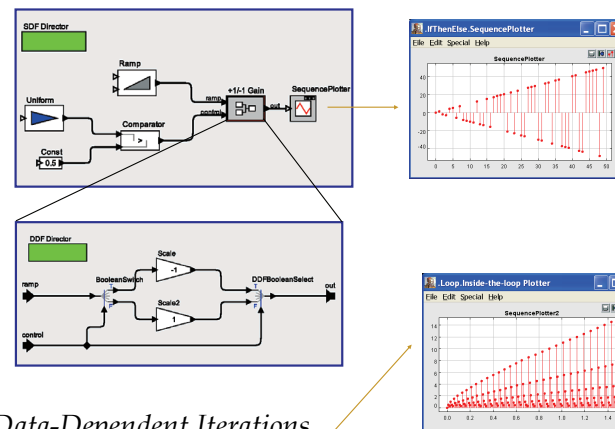 SDF Director
Ramp
Uniform
Const
0.5
Comparator
>
ramp
control
+1/-1 Gain
out
SequencePlotter
DDF Director
ramp
control
BooleanSwitch
T
F
Scale
-1
Scale2
1
DDFBooleanSelect
T
F
out
.IfThenElse.SequencePlotter
File Edit Special Help
SequencePlotter
40
20
0
-20
-40
0 5 10 15 20 25 30 35 40 45 50
.Loop.Inside-the-loop Plotter
File Edit Special Help
SequencePlotter2
14
12
10
8
6
4
2
0
0.0 0.2 0.4 0.6 0.8 1.0 1.2 1.4
Data-Dependent Iterations